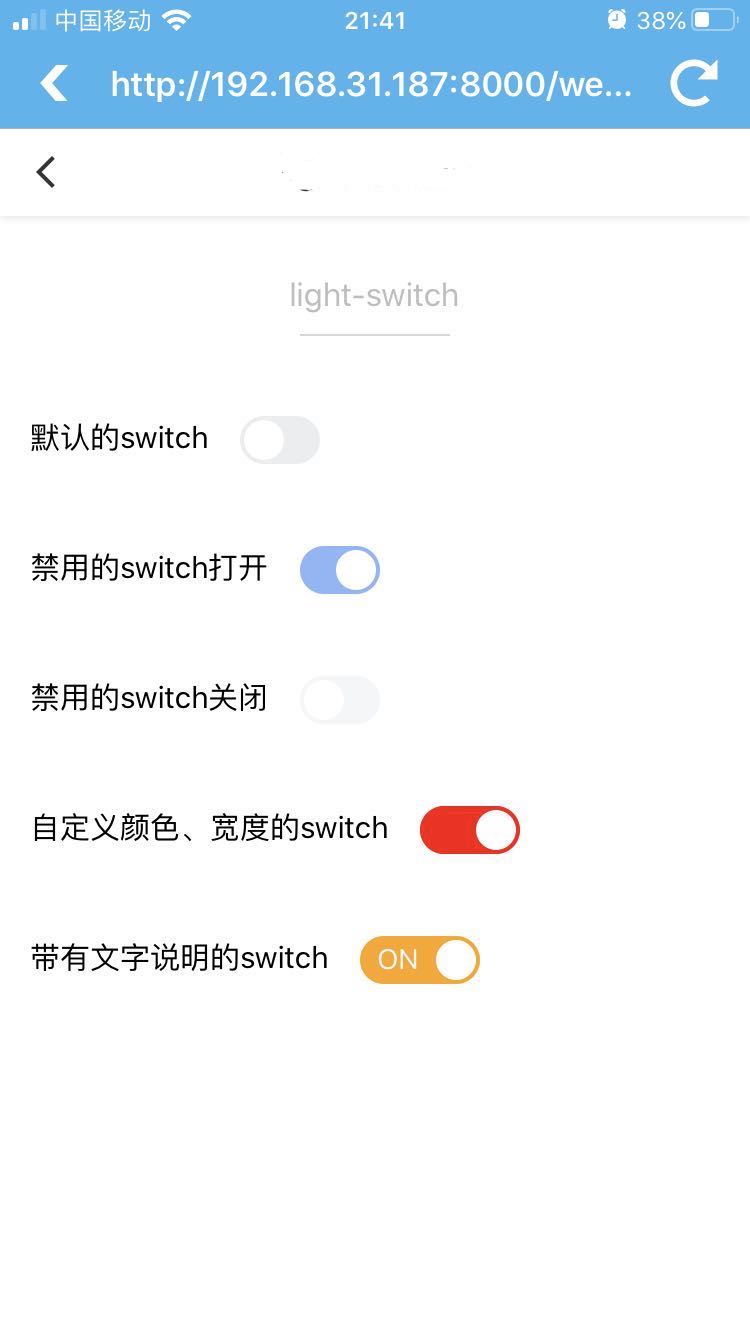 中国移动 21:41 38%
http://192.168.31.187:8000/we...
light-switch
默认的switch
禁用的switch打开
禁用的switch关闭
自定义颜色、宽度的switch
带有文字说明的switch ON